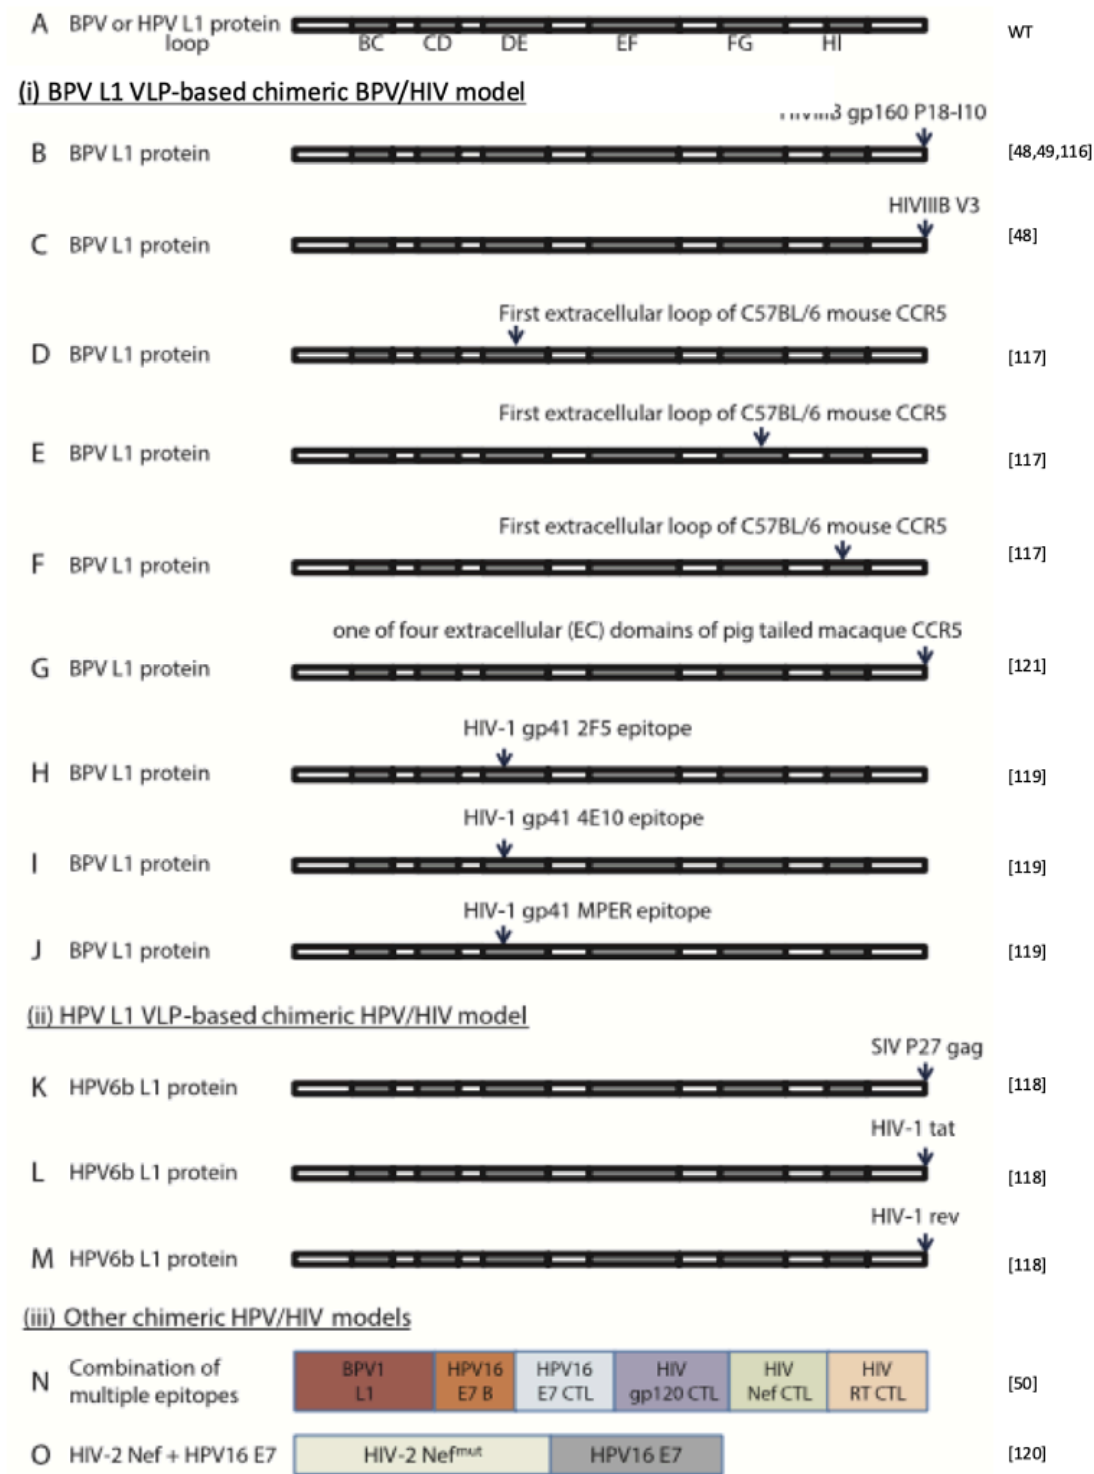 A BPV or HPV L1 protein WT
loop BC CD DE EF FG HI
(i) BPV L1 VLP-based chimeric BPV/HIV model
gp160 P18-I10
B BPV L1 protein [48,49,116]
HIVIIIB V3
C BPV L1 protein [48]
First extracellular loop of C57BL/6 mouse CCR5
D BPV L1 protein [117]
First extracellular loop of C57BL/6 mouse CCR5
E BPV L1 protein [117]
First extracellular loop of C57BL/6 mouse CCR5
F BPV L1 protein [117]
one of four extracellular (EC) domains of pig tailed macaque CCR5
G BPV L1 protein [121]
HIV-1 gp41 2F5 epitope
H BPV L1 protein [119]
HIV-1 gp41 4E10 epitope
I BPV L1 protein [119]
HIV-1 gp41 MPER epitope
J BPV L1 protein [119]
(ii) HPV L1 VLP-based chimeric HPV/HIV model
SIV P27 gag
K HPV6b L1 protein [118]
HIV-1 tat
L HPV6b L1 protein [118]
HIV-1 rev
M HPV6b L1 protein [118]
(iii) Other chimeric HPV/HIV models
N Combination of multiple epitopes
BPV1 L1
HPV16 E7 B
HPV16 E7 CTL
HIV gp120 CTL
HIV Nef CTL
HIV RT CTL
[50]
O HIV-2 Nef + HPV16 E7 HIV-2 Nefmut HPV16 E7 [120]